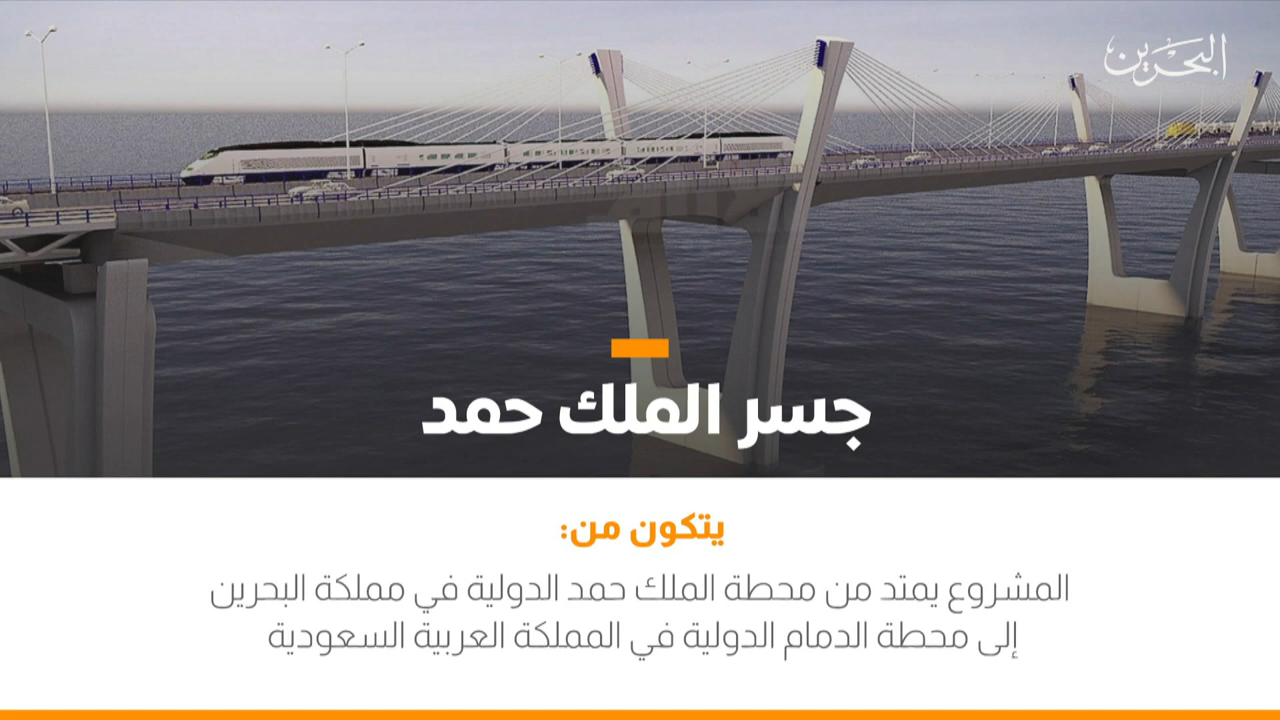 البحرين
جسر الملك حمد
يتكون من:
المشروع يمتد من محطة الملك حمد الدولية في مملكة البحرين
إلى محطة الدمام الدولية في المملكة العربية السعودية